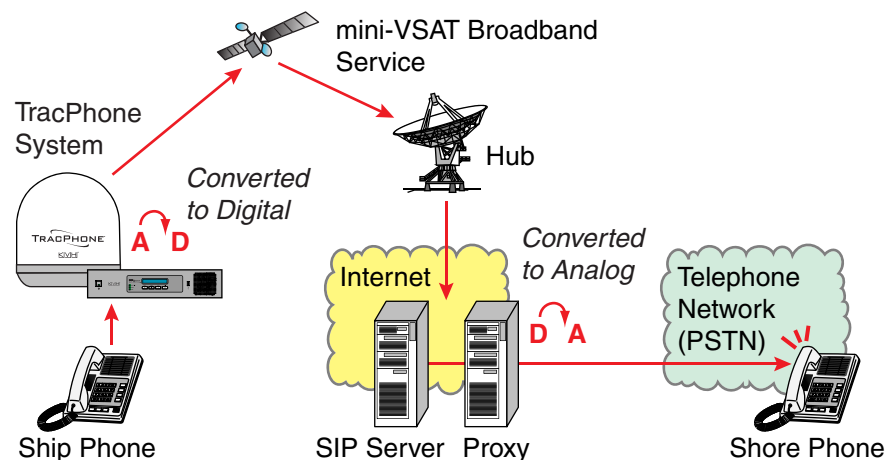 mini-VSAT Broadband
Service
TracPhone
System
Hub
Converted
to Digital
TRACPHONE
KVH
A D
Converted
to Analog
Internet
Telephone
Network
(PSTN)
D A
Ship Phone
SIP Server
Proxy
Shore Phone